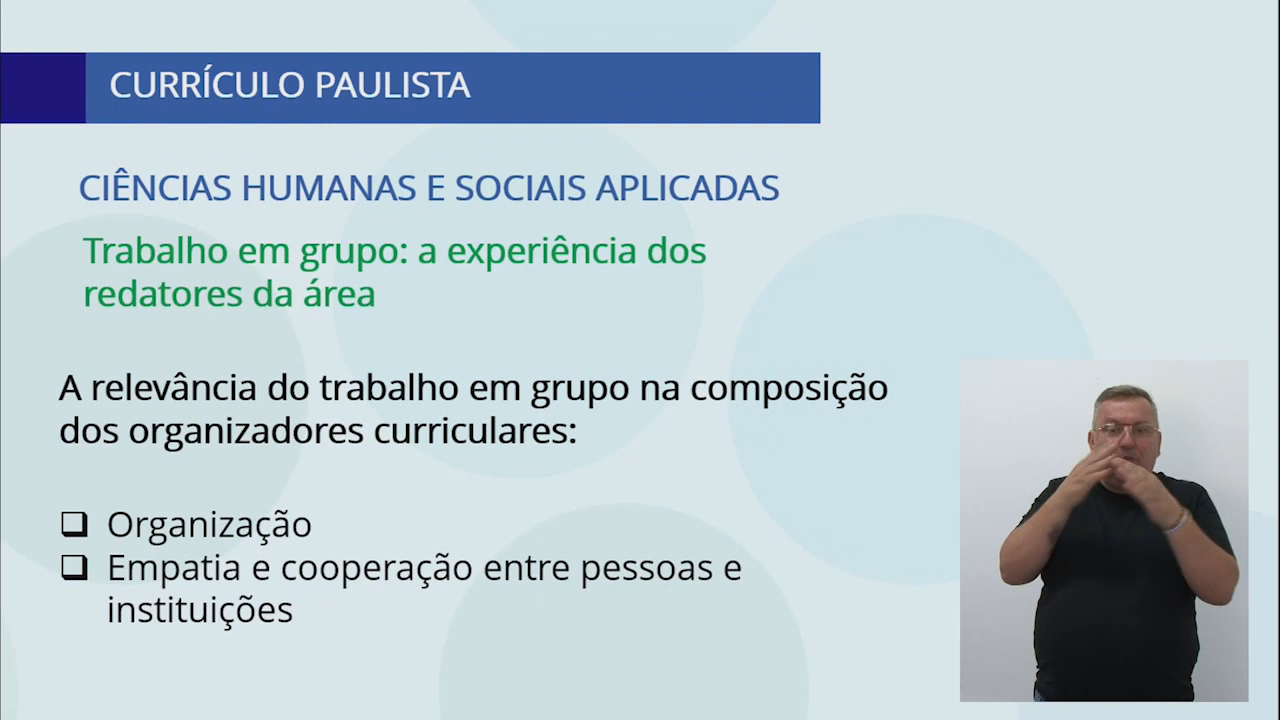 CURRÍCULO PAULISTA
CIÊNCIAS HUMANAS E SOCIAIS APLICADAS
Trabalho em grupo: a experiência dos
redatores da área
A relevância do trabalho em grupo na composição
dos organizadores curriculares:
❑ Organização
❑ Empatia e cooperação entre pessoas e
instituições